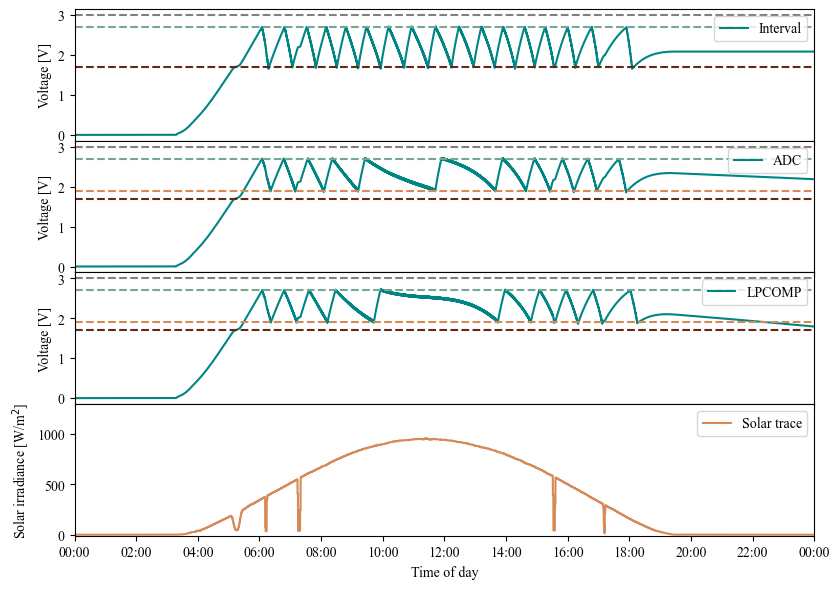 3
2
1
0
Voltage [V]
Interval
3
2
1
0
Voltage [V]
ADC
3
2
1
0
Voltage [V]
LPCOMP
1000
500
0
Solar irradiance [W/m²]
Solar trace
00:00 02:00 04:00 06:00 08:00 10:00 12:00 14:00 16:00 18:00 20:00 22:00 00:00
Time of day